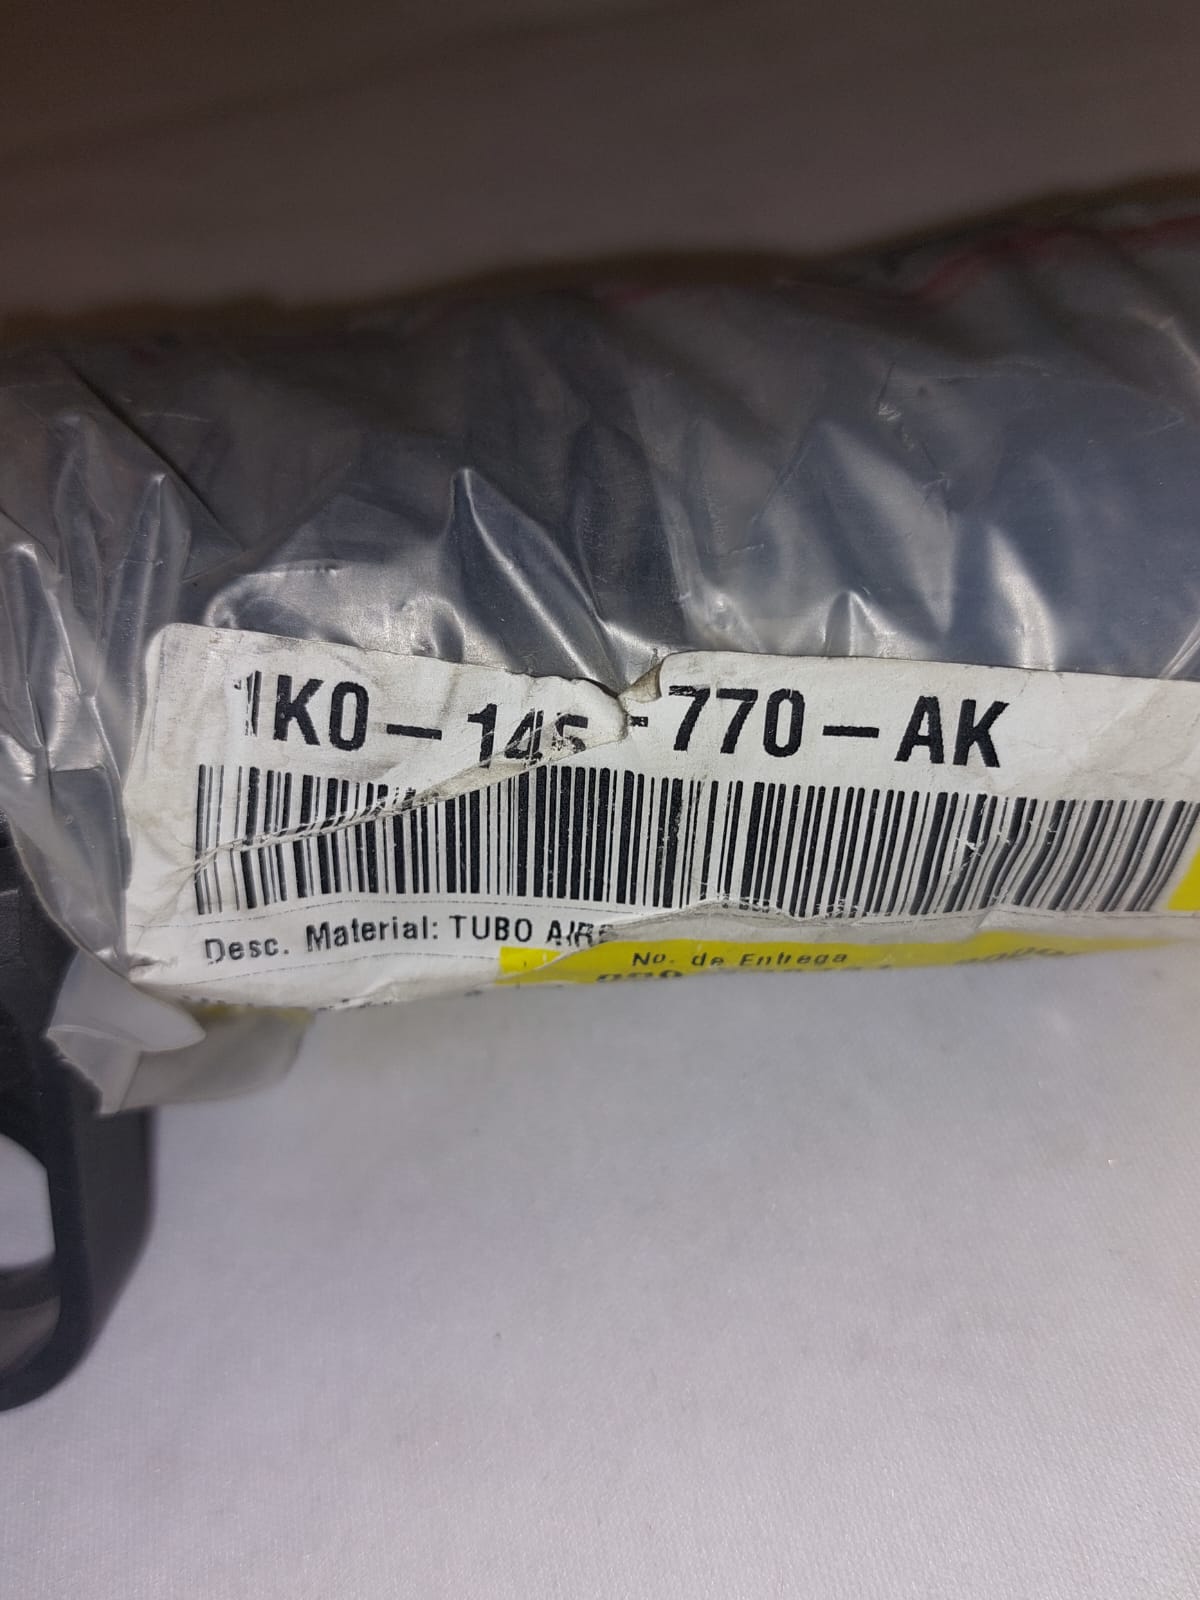 1K0-145-770-AK
Desc. Material: TUBO AIRE
No. de Entrega